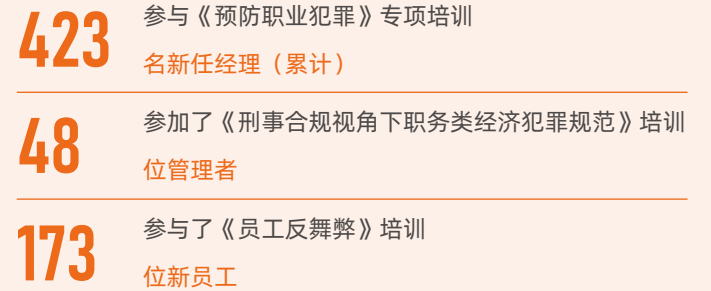 423
参与《预防职业犯罪》专项培训
名新任经理（累计）
48
参加了《刑事合规视角下职务类经济犯罪规范》培训
位管理者
173
参与了《员工反舞弊》培训
位新员工